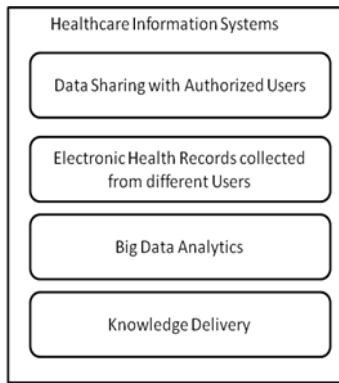 Healthcare Information Systems
Data Sharing with Authorized Users
Electronic Health Records collected
from different Users
Big Data Analytics
Knowledge Delivery